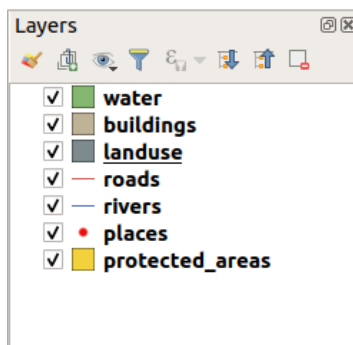 Layers
water
buildings
landuse
roads
rivers
places
protected_areas